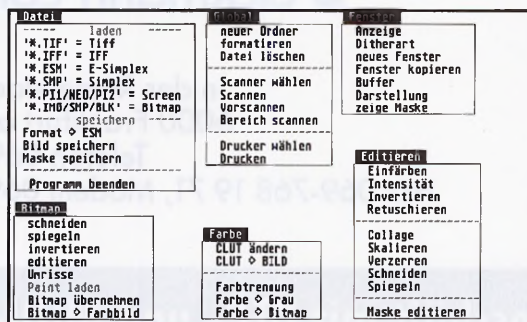 Datei
laden
'*.TIF' = Tiff
'*.IFF' = IFF
'*.ESM' = E-Simplex
'*.SMP' = Simplex
'*.PI1/NEO/PI2' = Screen
'*.IMG/SMP/BLK' = Bitmap
speichern
Format ◇ ESM
Bild speichern
Maske speichern
Programm beenden
Global
neuer Ordner
formatieren
Datei löschen
Scanner wählen
Scannen
Vorscannen
Bereich scannen
Drucker wählen
Drucken
Fenster
Anzeige
Ditherart
neues Fenster
Fenster kopieren
Buffer
Darstellung
zeige Maske
Bitmap
schneiden
spiegeln
invertieren
editieren
Umrisse
Paint laden
Bitmap übernehmen
Bitmap ◇ Farbbild
Farbe
CLUT ändern
CLUT ◇ BILD
Farbtrennung
Farbe ◇ Grau
Farbe ◇ Bitmap
Editieren
Einfärben
Intensität
Invertieren
Retuschieren
Collage
Skalieren
Verzerren
Schneiden
Spiegeln
Maske editieren